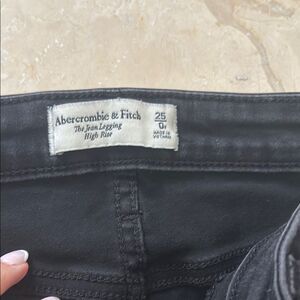 Abercrombie & Fitch
The Jean Legging
High Rise
25
0r
MADE IN
VIETNAM